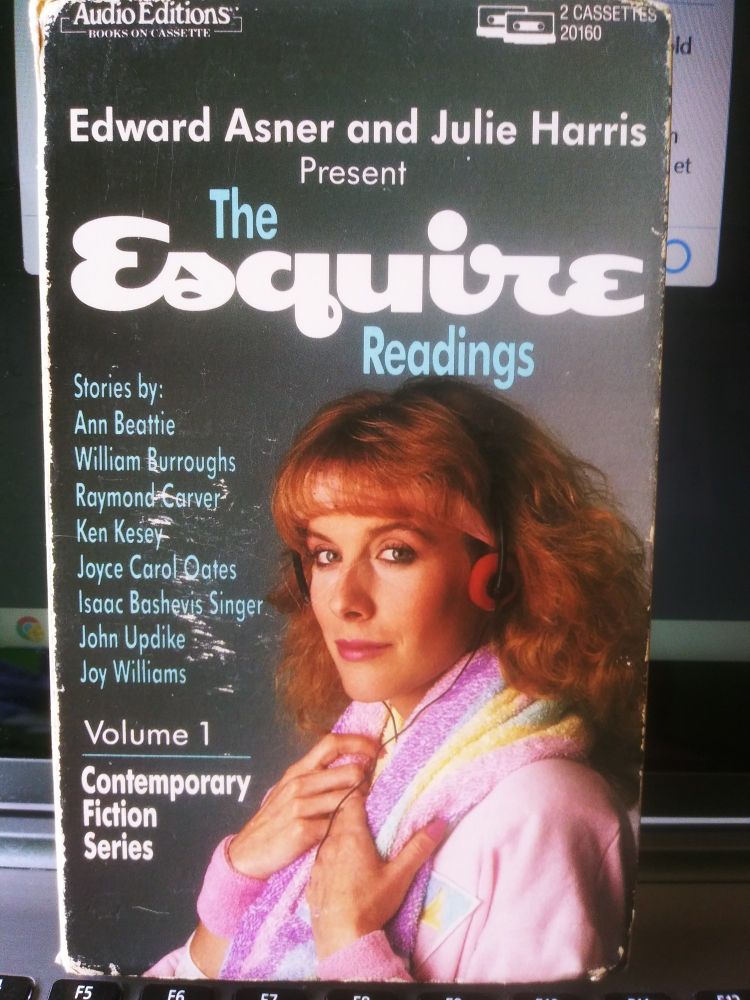 Audio Editions
BOOKS ON CASSETTE
2 CASSETTES
20160
Edward Asner and Julie Harris
Present
The
Esquire
Readings
Stories by:
Ann Beattie
William Burroughs
Raymond Carver
Ken Kesey
Joyce Carol Oates
Isaac Bashevis Singer
John Updike
Joy Williams
Volume 1
Contemporary
Fiction
Series
et
F5
F6
F7